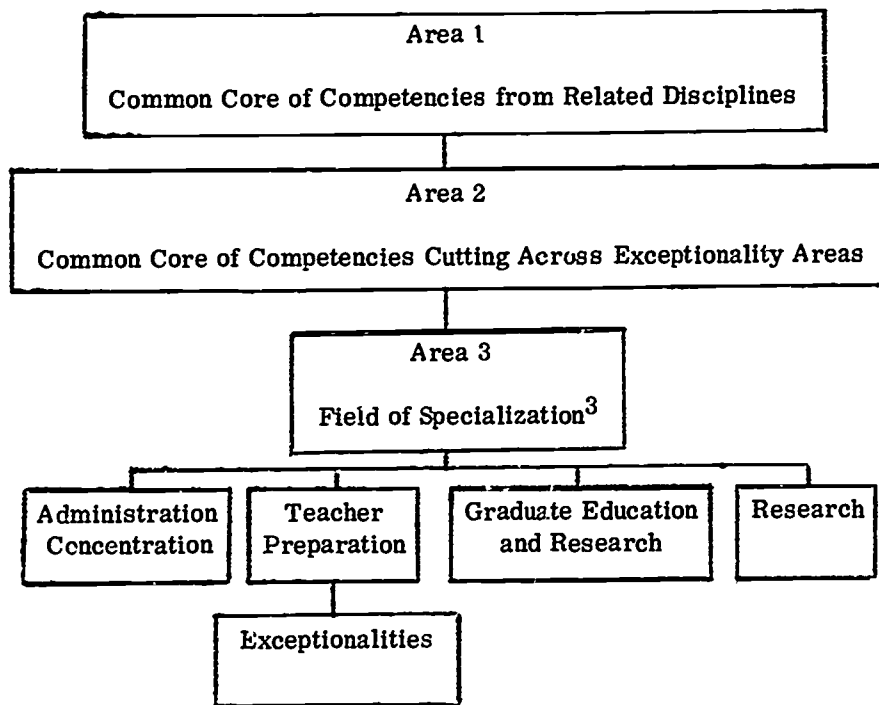 Area 1
Common Core of Competencies from Related Disciplines
Area 2
Common Core of Competencies Cutting Across Exceptionality Areas
Area 3
Field of Specialization³
Administration
Concentration
Teacher
Preparation
Graduate Education
and Research
Research
Exceptionalities